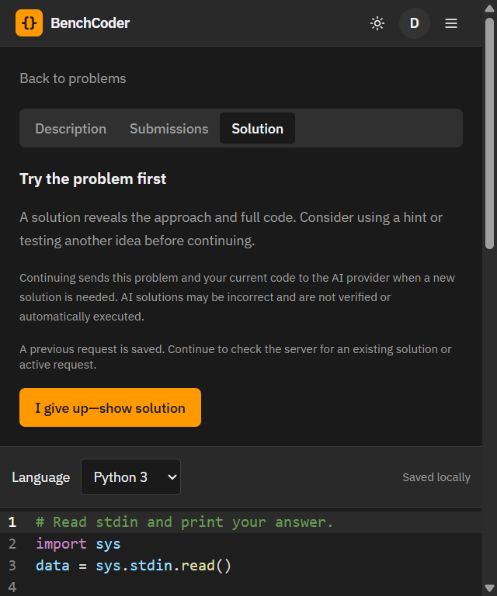 {} BenchCoder D
Back to problems
Description Submissions Solution
Try the problem first
A solution reveals the approach and full code. Consider using a hint or
testing another idea before continuing.
Continuing sends this problem and your current code to the AI provider when a new
solution is needed. AI solutions may be incorrect and are not verified or
automatically executed.
A previous request is saved. Continue to check the server for an existing solution or
active request.
I give up—show solution
Language Python 3 Saved locally
1 # Read stdin and print your answer.
2 import sys
3 data = sys.stdin.read()
4